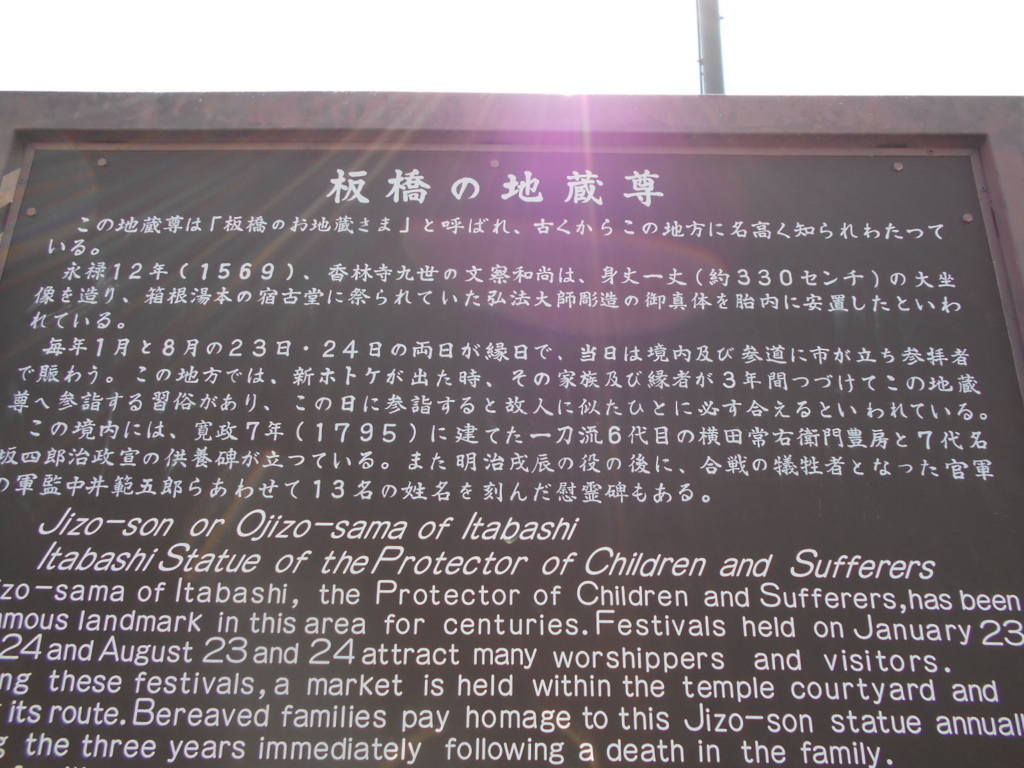 板橋の地蔵尊
この地蔵尊は「板橋のお地蔵さま」と呼ばれ、古くからこの地方に名高く知られわたって
いる。
永禄12年(1569)、香林寺九世の文察和尚は、身丈一丈(約330センチ)の大坐
像を造り、箱根湯本の宿古堂に祭られていた弘法大師彫造の御真体を胎内に安置したといわ
れている。
毎年1月と8月の23日・24日の両日が縁日で、当日は境内及び参道に市が立ち参拝者
で賑わう。この地方では、新ホトケが出た時、その家族及び縁者が3年間つづけてこの地蔵
尊へ参詣する習俗があり、この日に参詣すると故人に似たひとに必す合えるといわれている。
この境内には、寛政7年(1795)に建てた一刀流6代目の横田常右衛門豊房と7代名
坂四郎治政宣の供養碑が立つている。また明治戌辰の役の後に、合戦の犠牲者となった官軍
の軍監中井範五郎らあわせて13名の姓名を刻んだ慰霊碑もある。
Jizo-son or Ojizo-sama of Itabashi
Itabashi Statue of the Protector of Children and Sufferers
izo-sama of Itabashi, the Protector of Children and Sufferers,has been
amous landmark in this area for centuries.Festivals held on January 23
24 and August 23 and 24 attract many worshippers and visitors.
ng these festivals,a market is held within the temple courtyard and
its route.Bereaved families pay homage to this Jizo-son statue annuall
g the three years immediately following a death in the family.